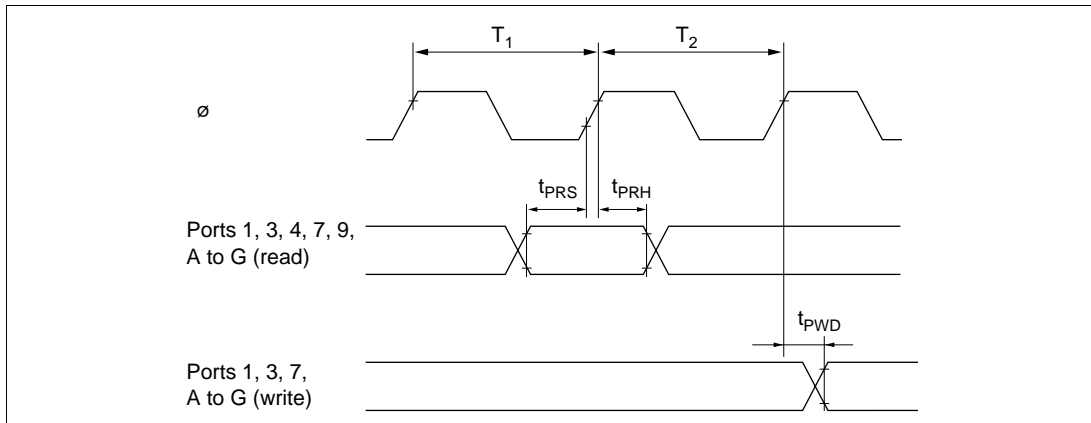 T1 T2
ø
tPRS tPRH
Ports 1, 3, 4, 7, 9,
A to G (read)
tPWD
Ports 1, 3, 7,
A to G (write)